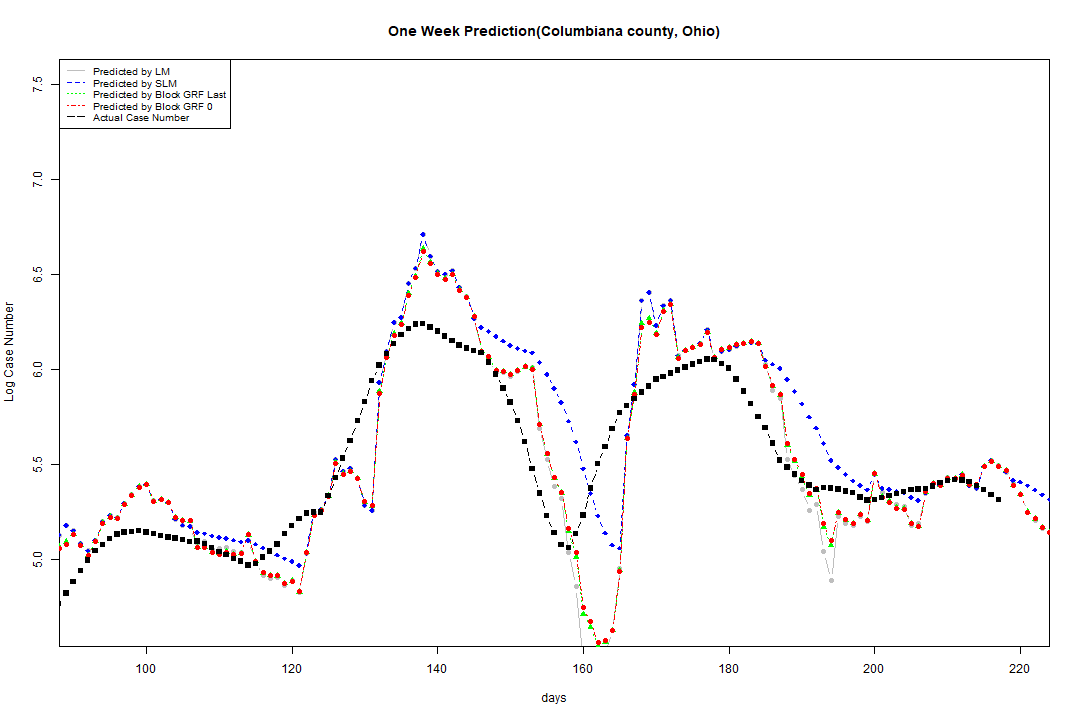 One Week Prediction(Columbiana county, Ohio)
Predicted by LM
Predicted by SLM
Predicted by Block GRF Last
Predicted by Block GRF 0
Actual Case Number
7.5
7.0
6.5
6.0
5.5
5.0
Log Case Number
100
120
140
160
180
200
220
days